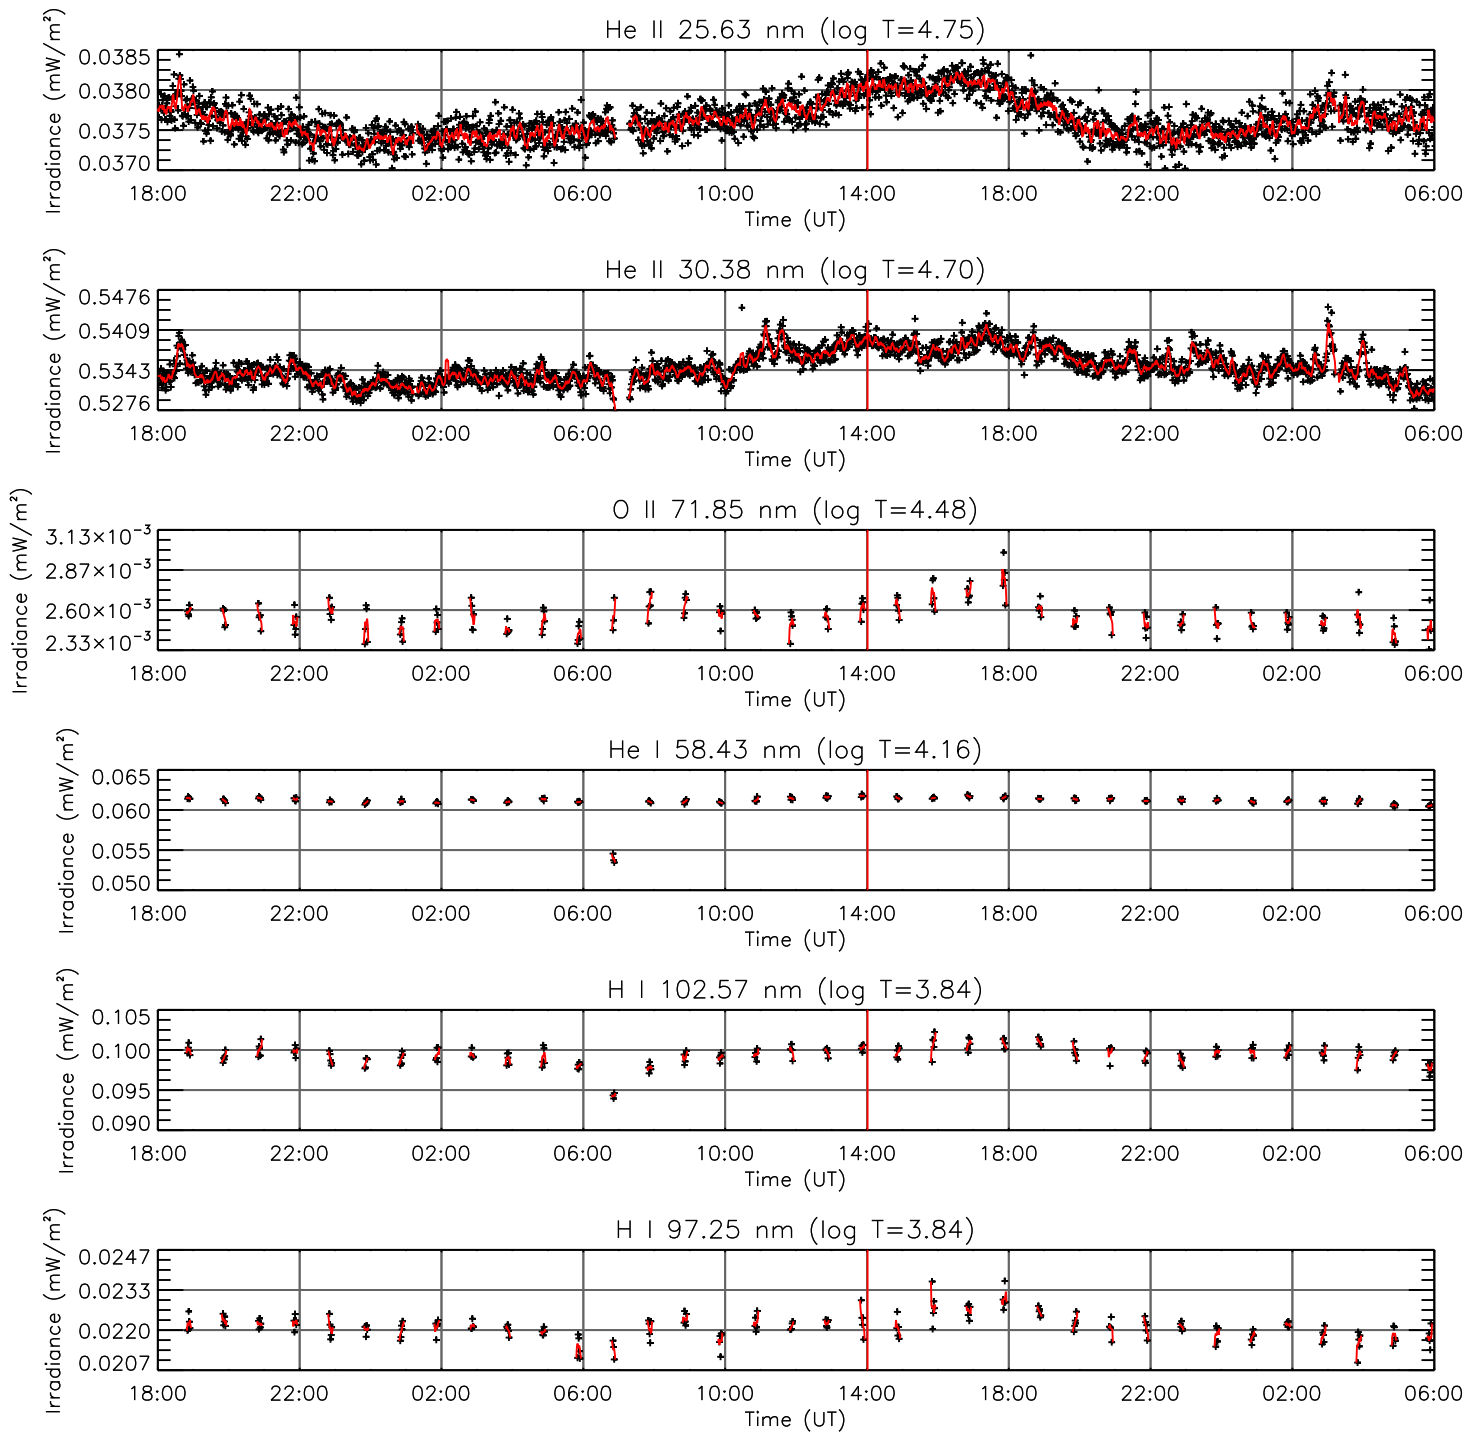 He II 25.63 nm (log T=4.75)
Irradiance (mW/m²)
0.0385
0.0380
0.0375
0.0370
18:00 22:00 02:00 06:00 10:00 14:00 18:00 22:00 02:00 06:00
Time (UT)
He II 30.38 nm (log T=4.70)
Irradiance (mW/m²)
0.5476
0.5409
0.5343
0.5276
18:00 22:00 02:00 06:00 10:00 14:00 18:00 22:00 02:00 06:00
Time (UT)
O II 71.85 nm (log T=4.48)
Irradiance (mW/m²)
3.13×10⁻³
2.87×10⁻³
2.60×10⁻³
2.33×10⁻³
18:00 22:00 02:00 06:00 10:00 14:00 18:00 22:00 02:00 06:00
Time (UT)
He I 58.43 nm (log T=4.16)
Irradiance (mW/m²)
0.065
0.060
0.055
0.050
18:00 22:00 02:00 06:00 10:00 14:00 18:00 22:00 02:00 06:00
Time (UT)
H I 102.57 nm (log T=3.84)
Irradiance (mW/m²)
0.105
0.100
0.095
0.090
18:00 22:00 02:00 06:00 10:00 14:00 18:00 22:00 02:00 06:00
Time (UT)
H I 97.25 nm (log T=3.84)
Irradiance (mW/m²)
0.0247
0.0233
0.0220
0.0207
18:00 22:00 02:00 06:00 10:00 14:00 18:00 22:00 02:00 06:00
Time (UT)